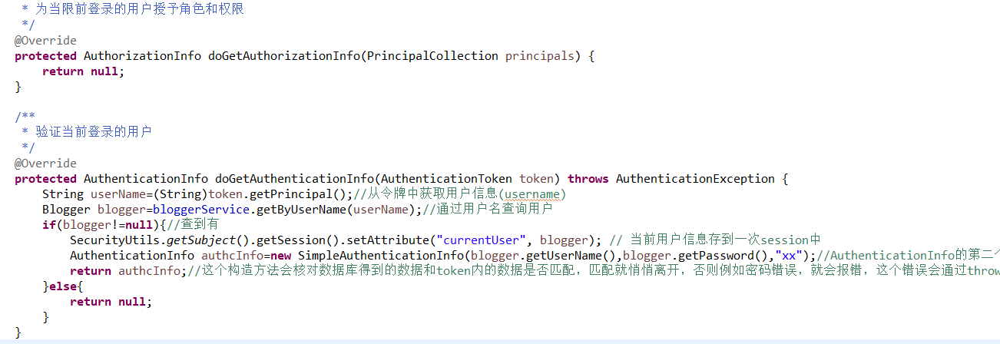 * 为当限前登录的用户授予角色和权限
*/
@Override
protected AuthorizationInfo doGetAuthorizationInfo(PrincipalCollection principals) {
return null;
}
/**
* 验证当前登录的用户
*/
@Override
protected AuthenticationInfo doGetAuthenticationInfo(AuthenticationToken token) throws AuthenticationException {
String userName=(String)token.getPrincipal();//从令牌中获取用户信息(username)
Blogger blogger=bloggerService.getByUserName(userName);//通过用户名查询用户
if(blogger!=null){//查到有
SecurityUtils.getSubject().getSession().setAttribute("currentUser", blogger); // 当前用户信息存到一次session中
AuthenticationInfo authcInfo=new SimpleAuthenticationInfo(blogger.getUserName(),blogger.getPassword(),"xx");//AuthenticationInfo的第二个
return authcInfo;//这个构造方法会核对数据库得到的数据和token内的数据是否匹配，匹配就悄悄离开，否则例如密码错误，就会报错，这个错误会通过throw
}else{
return null;
}
}